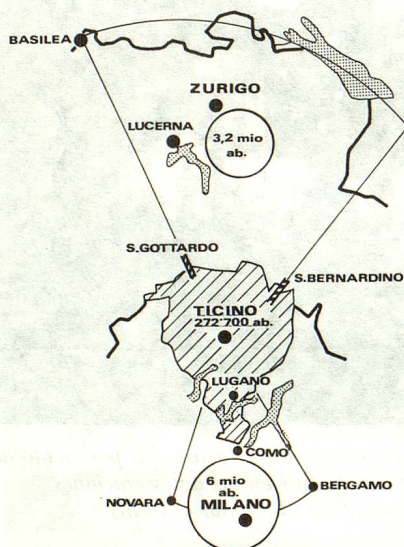 BASILEA
ZURIGO
LUCERNA
3,2 mio
ab.
S.GOTTARDO
S.BERNARDINO
TICINO
272'700 ab.
LUGANO
COMO
6 mio
ab.
MILANO
NOVARA
BERGAMO